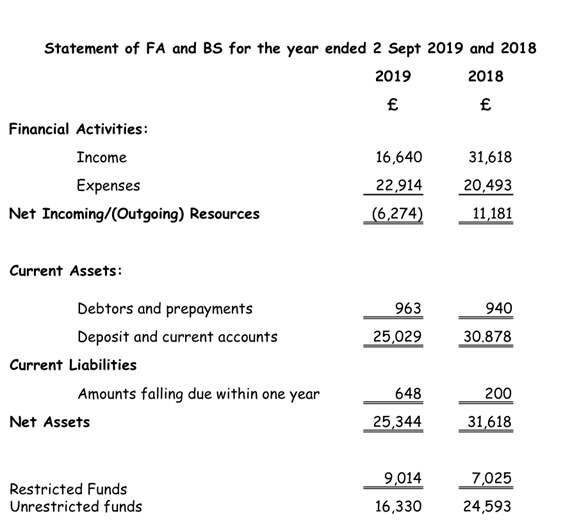 Statement of FA and BS for the year ended 2 Sept 2019 and 2018
2019 2018
£ £
Financial Activities:
Income 16,640 31,618
Expenses 22,914 20,493
Net Incoming/(Outgoing) Resources (6,274) 11,181
Current Assets:
Debtors and prepayments 963 940
Deposit and current accounts 25,029 30.878
Current Liabilities
Amounts falling due within one year 648 200
Net Assets 25,344 31,618
Restricted Funds 9,014 7,025
Unrestricted funds 16,330 24,593